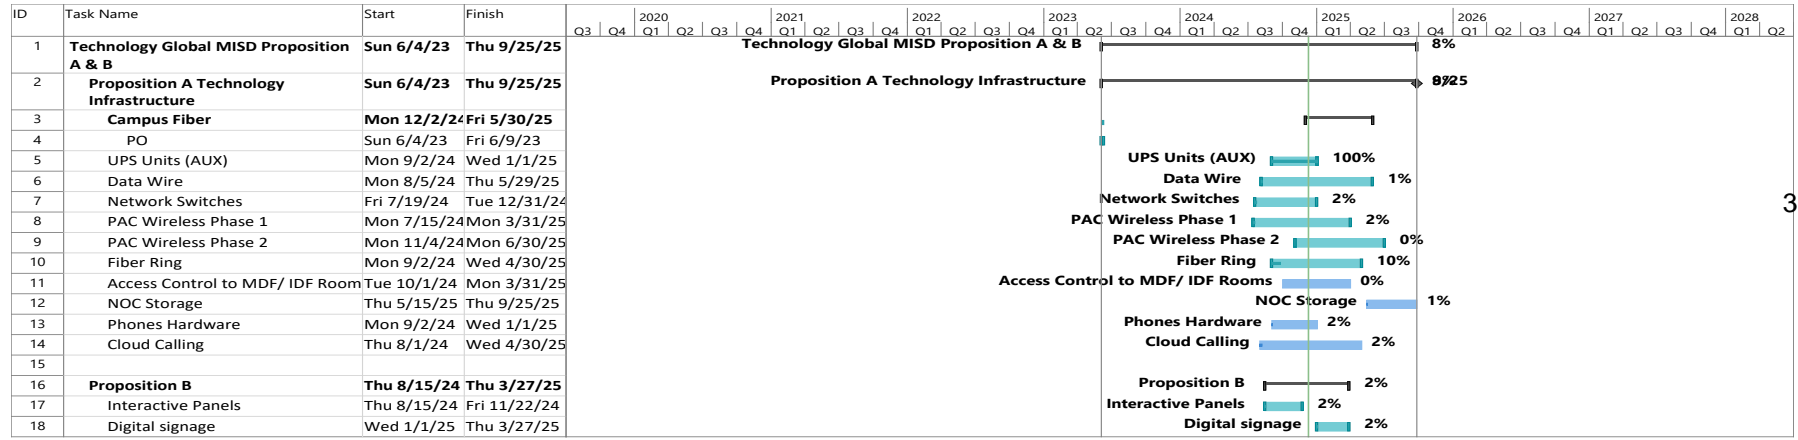 ID Task Name Start Finish 2020 2021 2022 2023 2024 2025 2026 2027 2028
Q3 Q4 Q1 Q2 Q3 Q4 Q1 Q2 Q3 Q4 Q1 Q2 Q3 Q4 Q1 Q2 Q3 Q4 Q1 Q2 Q3 Q4 Q1 Q2 Q3 Q4 Q1 Q2 Q3 Q4 Q1 Q2 Q3 Q4 Q1 Q2
1 Technology Global MISD Proposition Sun 6/4/23 Thu 9/25/25 Technology Global MISD Proposition A & B 8%
A & B
2 Proposition A Technology Sun 6/4/23 Thu 9/25/25 Proposition A Technology Infrastructure 9/25
Infrastructure
3 Campus Fiber Mon 12/2/24 Fri 5/30/25
4 PO Sun 6/4/23 Fri 6/9/23
5 UPS Units (AUX) Mon 9/2/24 Wed 1/1/25 UPS Units (AUX) 100%
6 Data Wire Mon 8/5/24 Thu 5/29/25 Data Wire 1%
7 Network Switches Fri 7/19/24 Tue 12/31/24 Network Switches 2%
3
8 PAC Wireless Phase 1 Mon 7/15/24 Mon 3/31/25 PAC Wireless Phase 1 2%
9 PAC Wireless Phase 2 Mon 11/4/24 Mon 6/30/25 PAC Wireless Phase 2 0%
10 Fiber Ring Mon 9/2/24 Wed 4/30/25 Fiber Ring 10%
11 Access Control to MDF/ IDF Room Tue 10/1/24 Mon 3/31/25 Access Control to MDF/ IDF Rooms 0%
12 NOC Storage Thu 5/15/25 Thu 9/25/25 NOC Storage 1%
13 Phones Hardware Mon 9/2/24 Wed 1/1/25 Phones Hardware 2%
14 Cloud Calling Thu 8/1/24 Wed 4/30/25 Cloud Calling 2%
15
16 Proposition B Thu 8/15/24 Thu 3/27/25 Proposition B 2%
17 Interactive Panels Thu 8/15/24 Fri 11/22/24 Interactive Panels 2%
18 Digital signage Wed 1/1/25 Thu 3/27/25 Digital signage 2%